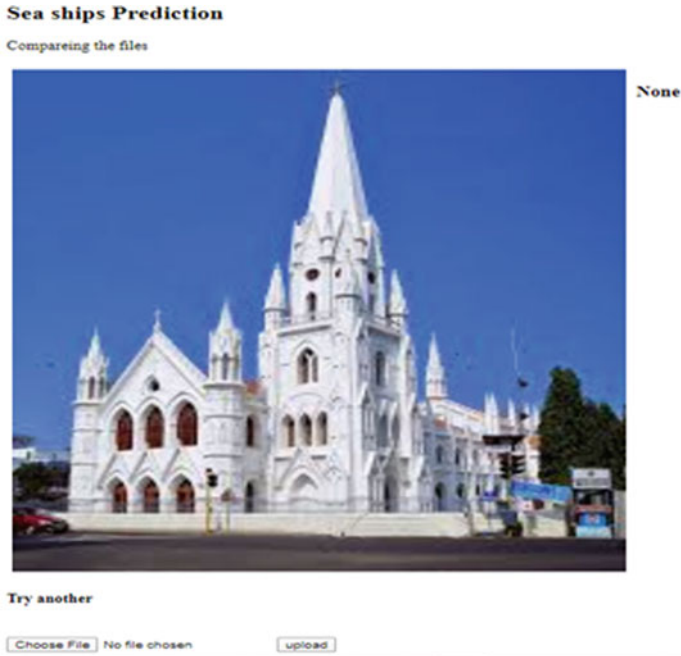 Sea ships Prediction
Compareing the files
None
Try another
Choose File No file chosen upload